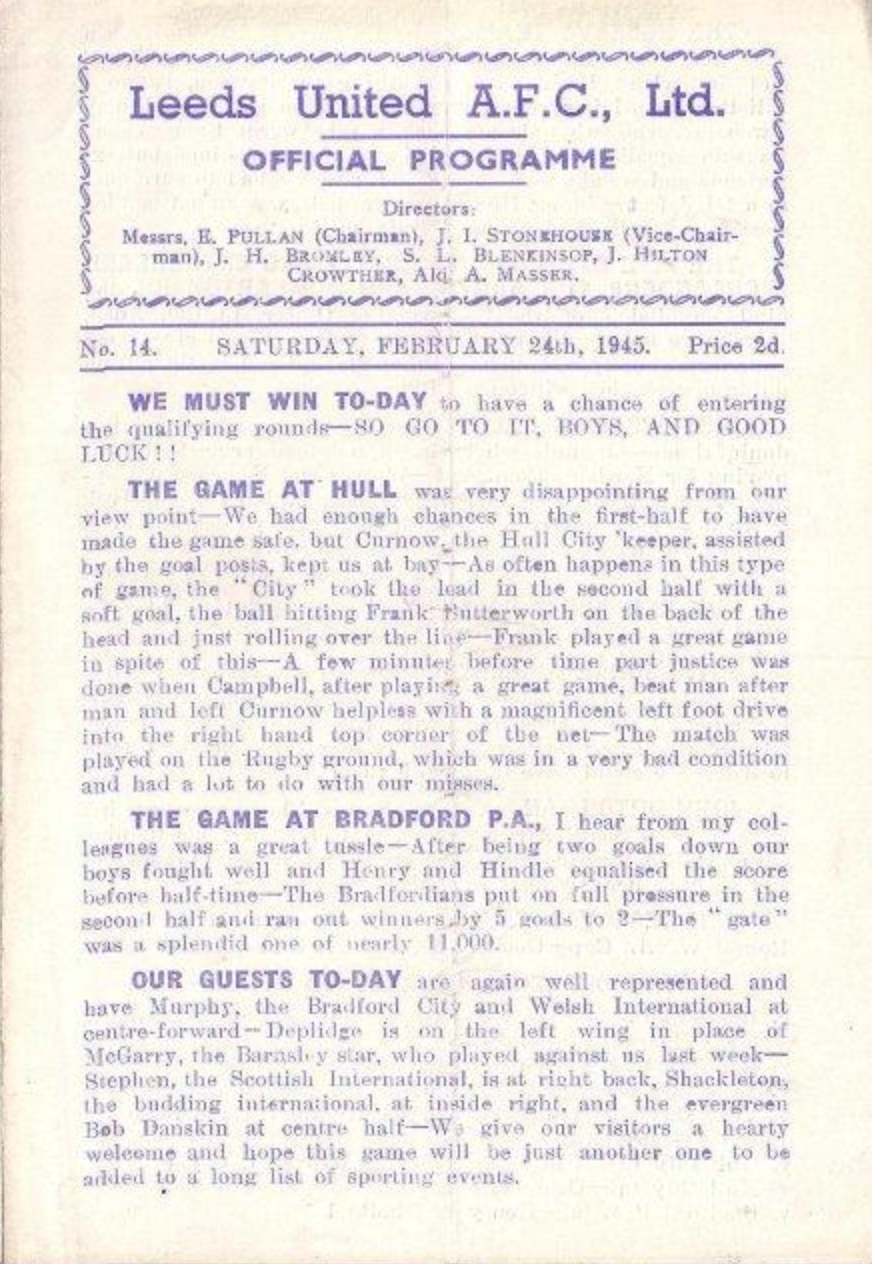 Leeds United A.F.C., Ltd.
OFFICIAL PROGRAMME
Directors:
Messrs, E. PULLAN (Chairman), J. I. STONEHOUSE (Vice-Chair-
man), J. H. BROMLEY, S. L. BLENKINSOP, J. HILTON
CROWTHER, Ald. A. MASSER.
No. 14. SATURDAY, FEBRUARY 24th, 1945. Price 2d.
WE MUST WIN TO-DAY to have a chance of entering
the qualifying rounds—SO GO TO IT, BOYS, AND GOOD
LUCK!!
THE GAME AT HULL was very disappointing from our
view point—We had enough chances in the first-half to have
made the game safe, but Curnow, the Hull City 'keeper, assisted
by the goal posts, kept us at bay—As often happens in this type
of game, the "City" took the lead in the second half with a
soft goal, the ball hitting Frank Butterworth on the back of the
head and just rolling over the line—Frank played a great game
in spite of this—A few minutes before time part justice was
done when Campbell, after playing a great game, beat man after
man and left Curnow helpless with a magnificent left foot drive
into the right hand top corner of the net—The match was
played on the Rugby ground, which was in a very bad condition
and had a lot to do with our misses.
THE GAME AT BRADFORD P.A., I hear from my col-
leagues was a great tussle—After being two goals down our
boys fought well and Henry and Hindle equalised the score
before half-time—The Bradfordians put on full pressure in the
second half and ran out winners by 5 goals to 2—The "gate"
was a splendid one of nearly 11,000.
OUR GUESTS TO-DAY are again well represented and
have Murphy, the Bradford City and Welsh International at
centre-forward—Deplidge is on the left wing in place of
McGarry, the Barnsley star, who played against us last week—
Stephen, the Scottish International, is at right back, Shackleton,
the budding international, at inside right, and the evergreen
Bob Danskin at centre half—We give our visitors a hearty
welcome and hope this game will be just another one to be
added to a long list of sporting events.